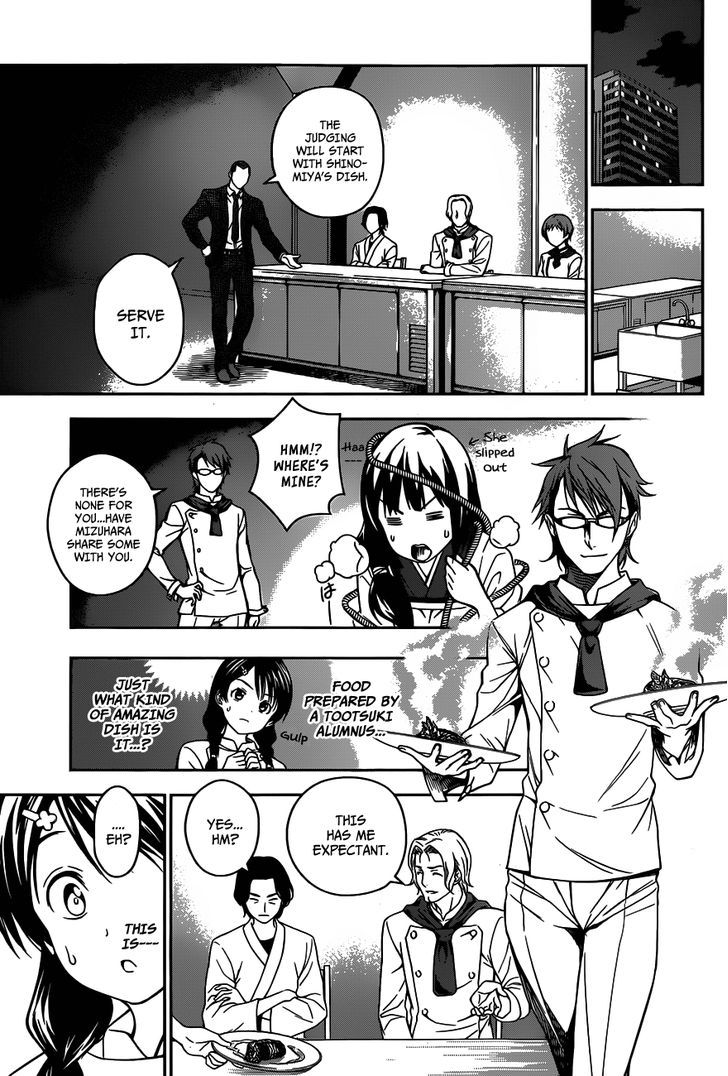 THE
JUDGING
WILL START
WITH SHINO-
MIYA'S DISH.
SERVE
IT.
She
slipped
out
Haa
---
HMM!?
WHERE'S
MINE?
は
THERE'S
NONE FOR
YOU...HAVE
MIZUHARA
SHARE SOME
WITH YOU.
FOOD
PREPARED BY
A TOOTSUKI
ALUMNUS...
JUST
WHAT KIND
OF AMAZING
DISH IS
IT...?
GULP
THIS
HAS ME
EXPECTANT.
YES...
HM?
....
EH?
THIS
IS---